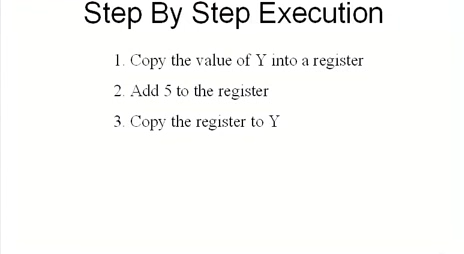 Step By Step Execution
1. Copy the value of Y into a register
2. Add 5 to the register
3. Copy the register to Y